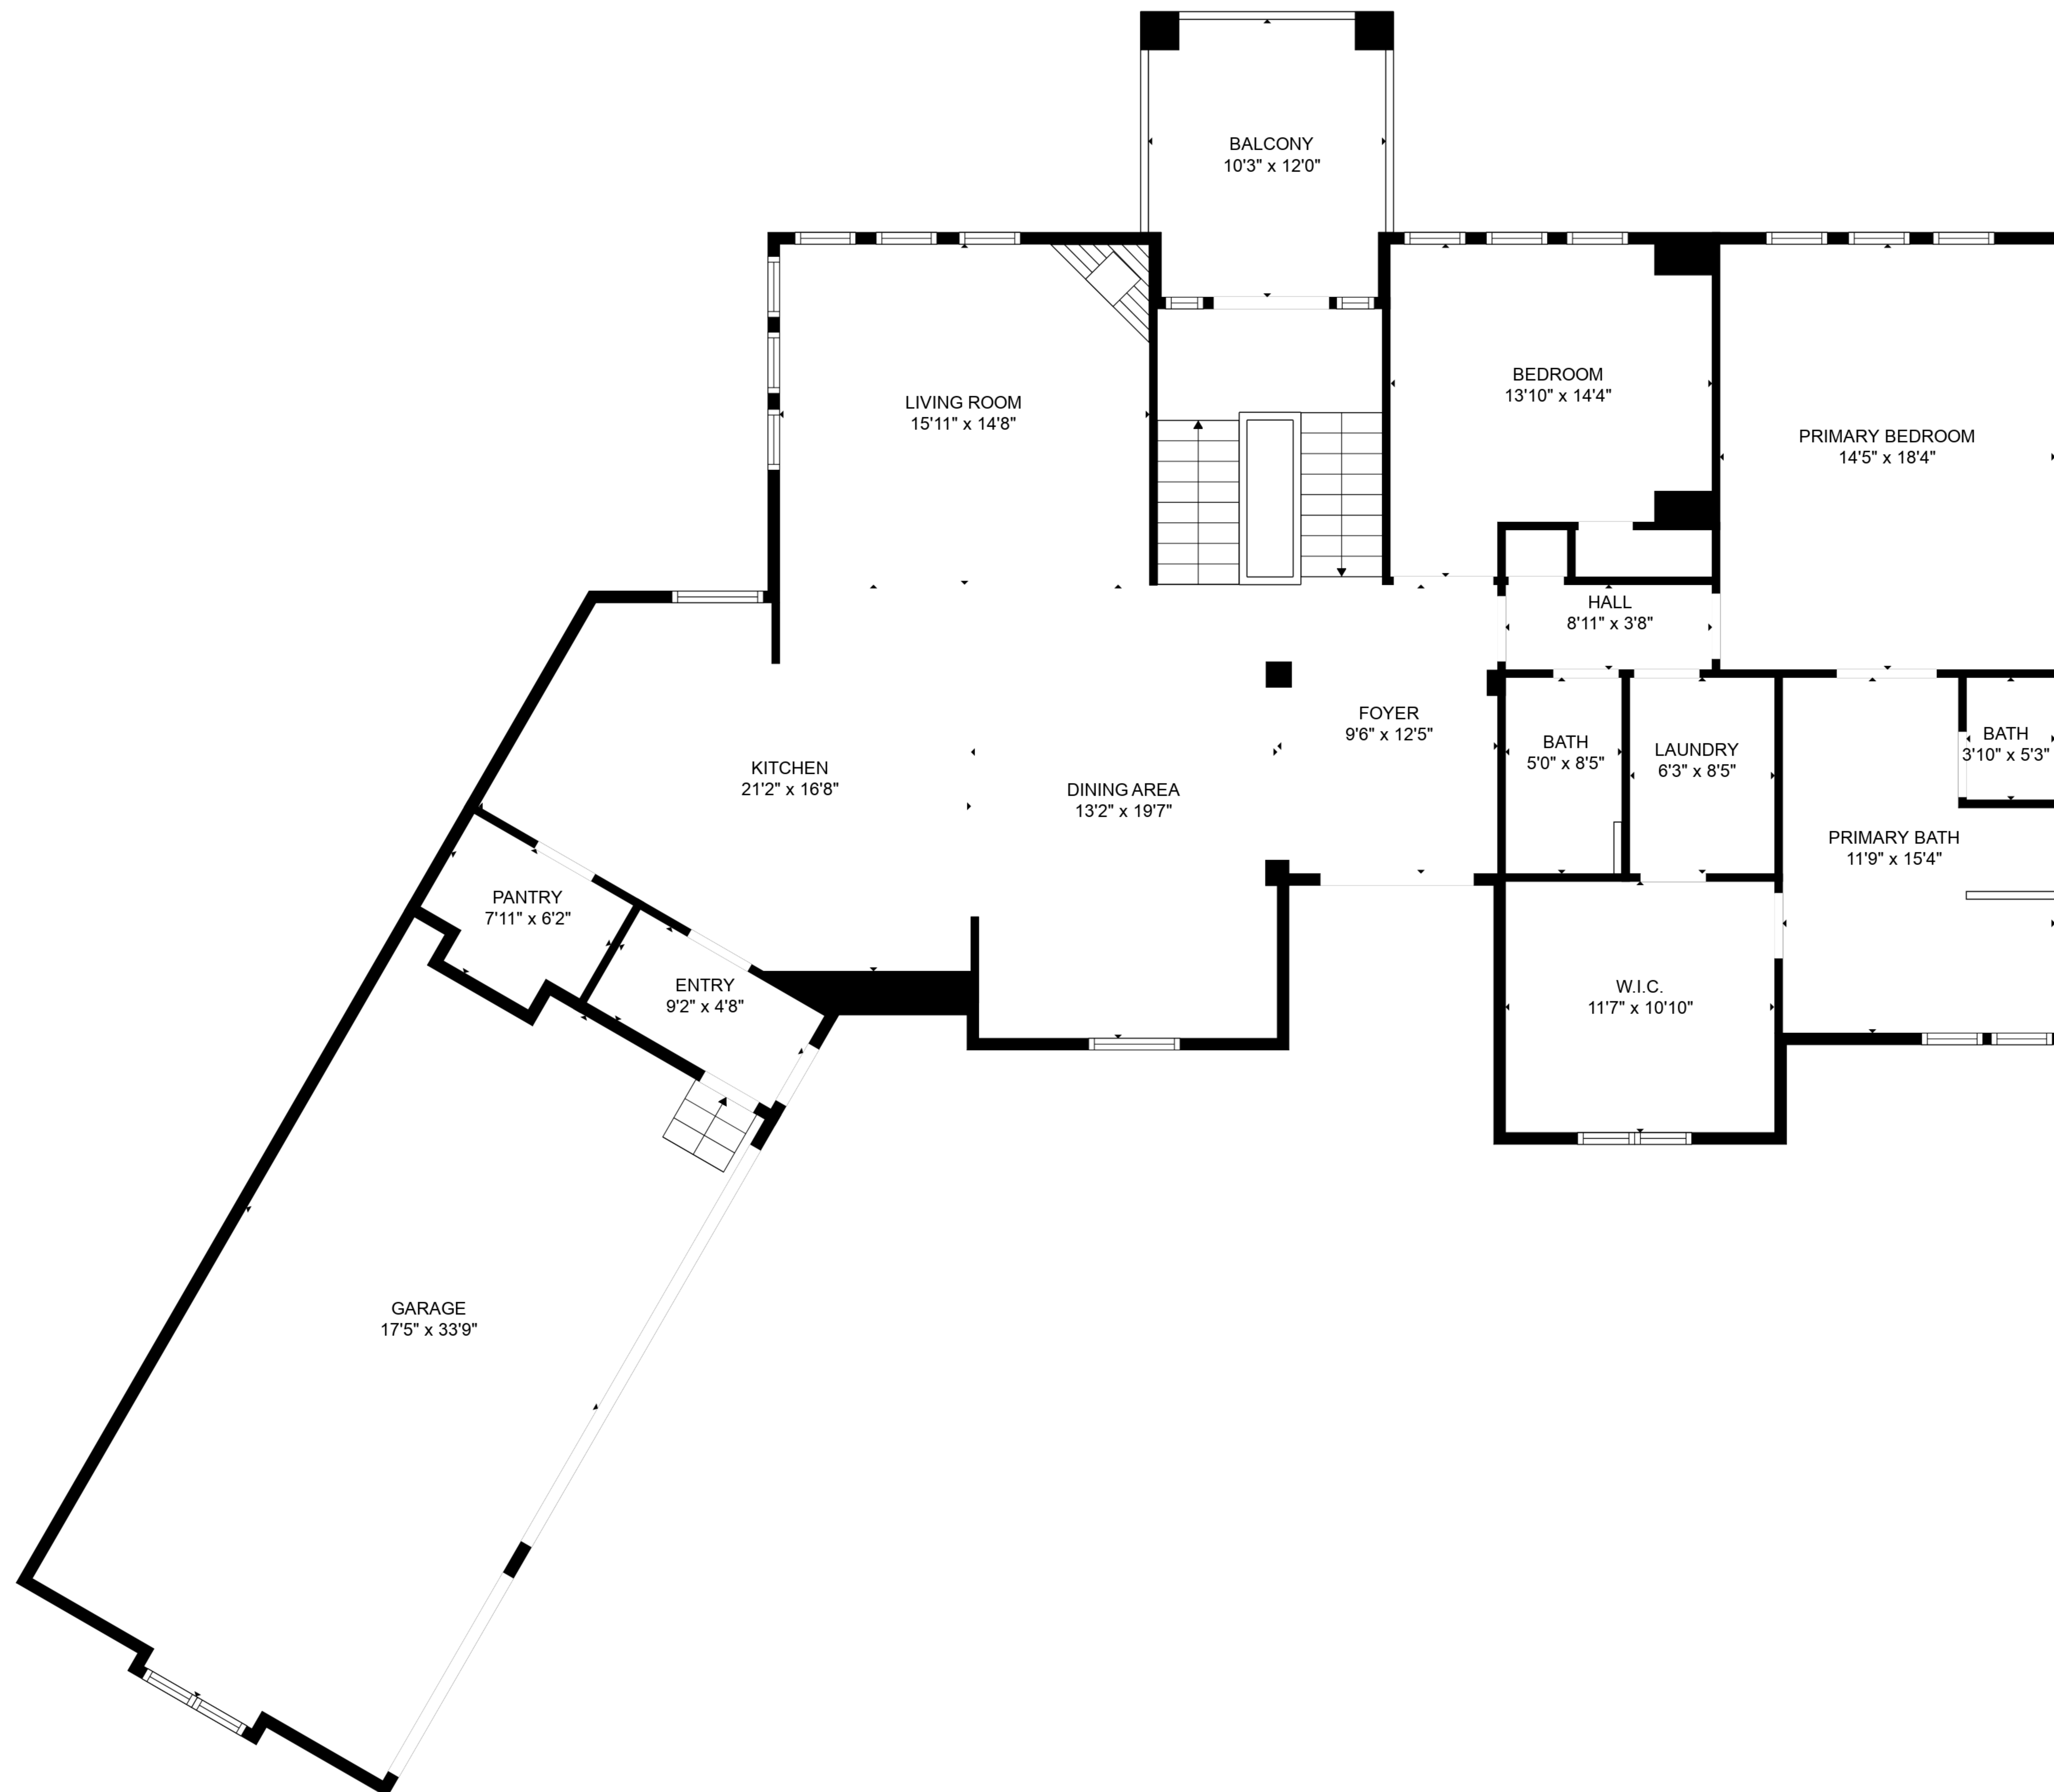 BALCONY
10'3" x 12'0"
LIVING ROOM
15'11" x 14'8"
BEDROOM
13'10" x 14'4"
PRIMARY BEDROOM
14'5" x 18'4"
HALL
8'11" x 3'8"
FOYER
9'6" x 12'5"
BATH
5'0" x 8'5"
LAUNDRY
6'3" x 8'5"
BATH
3'10" x 5'3"
KITCHEN
21'2" x 16'8"
DINING AREA
13'2" x 19'7"
PRIMARY BATH
11'9" x 15'4"
PANTRY
7'11" x 6'2"
ENTRY
9'2" x 4'8"
W.I.C.
11'7" x 10'10"
GARAGE
17'5" x 33'9"